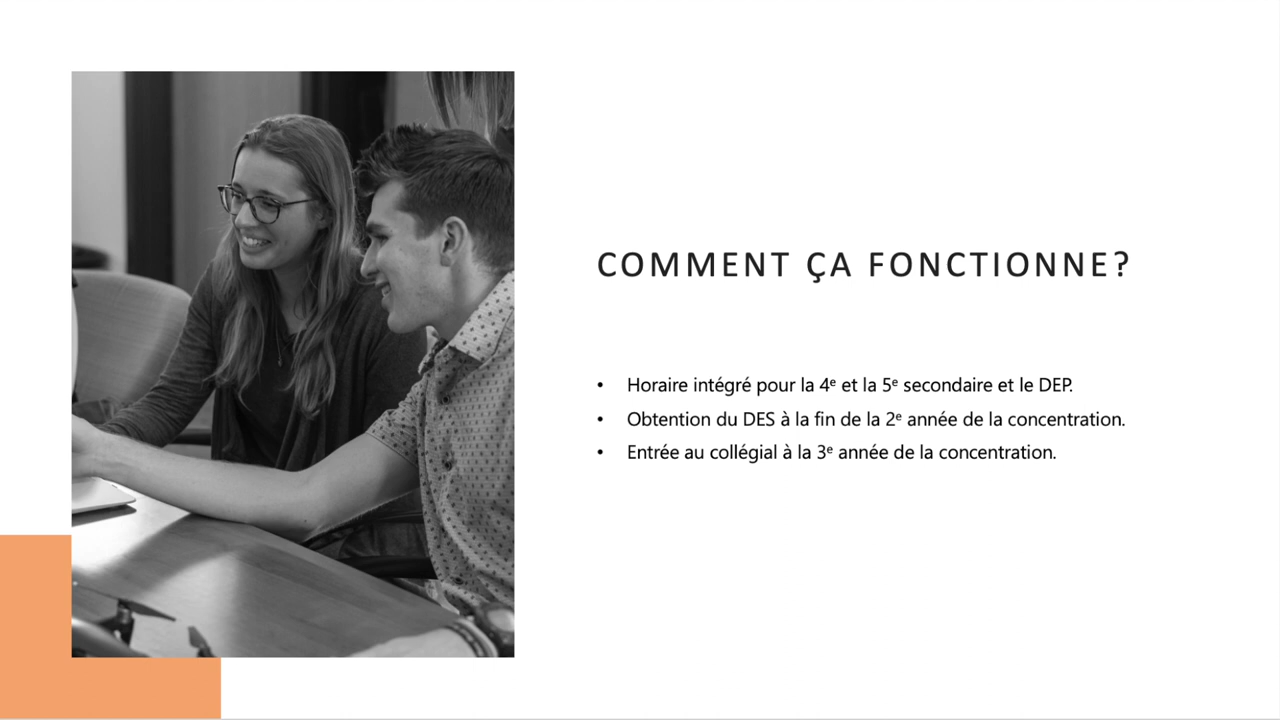 COMMENT ÇA FONCTIONNE?
• Horaire intégré pour la 4ᵉ et la 5ᵉ secondaire et le DEP.
• Obtention du DES à la fin de la 2ᵉ année de la concentration.
• Entrée au collégial à la 3ᵉ année de la concentration.